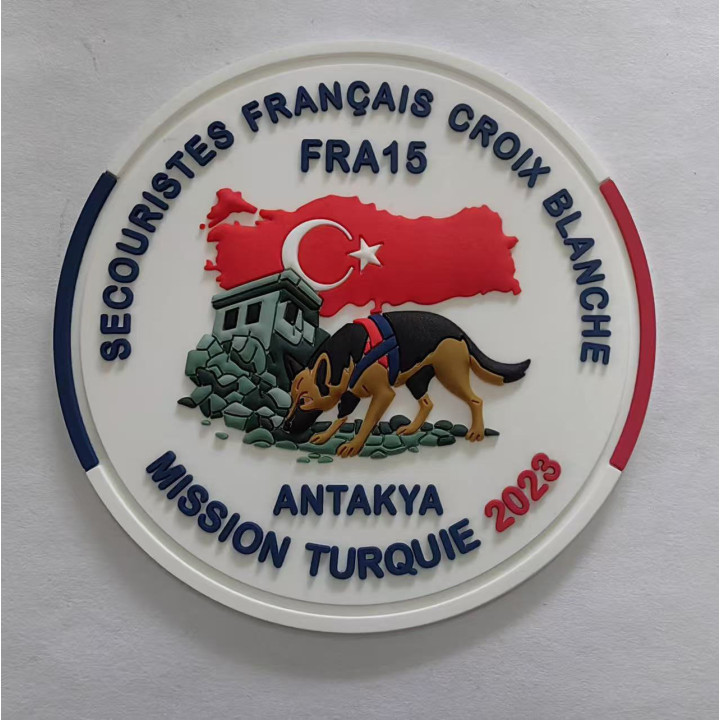 SECOURISTES FRANÇAIS CROIX BLANCHE
FRA15
ANTAKYA
MISSION TURQUIE 2023